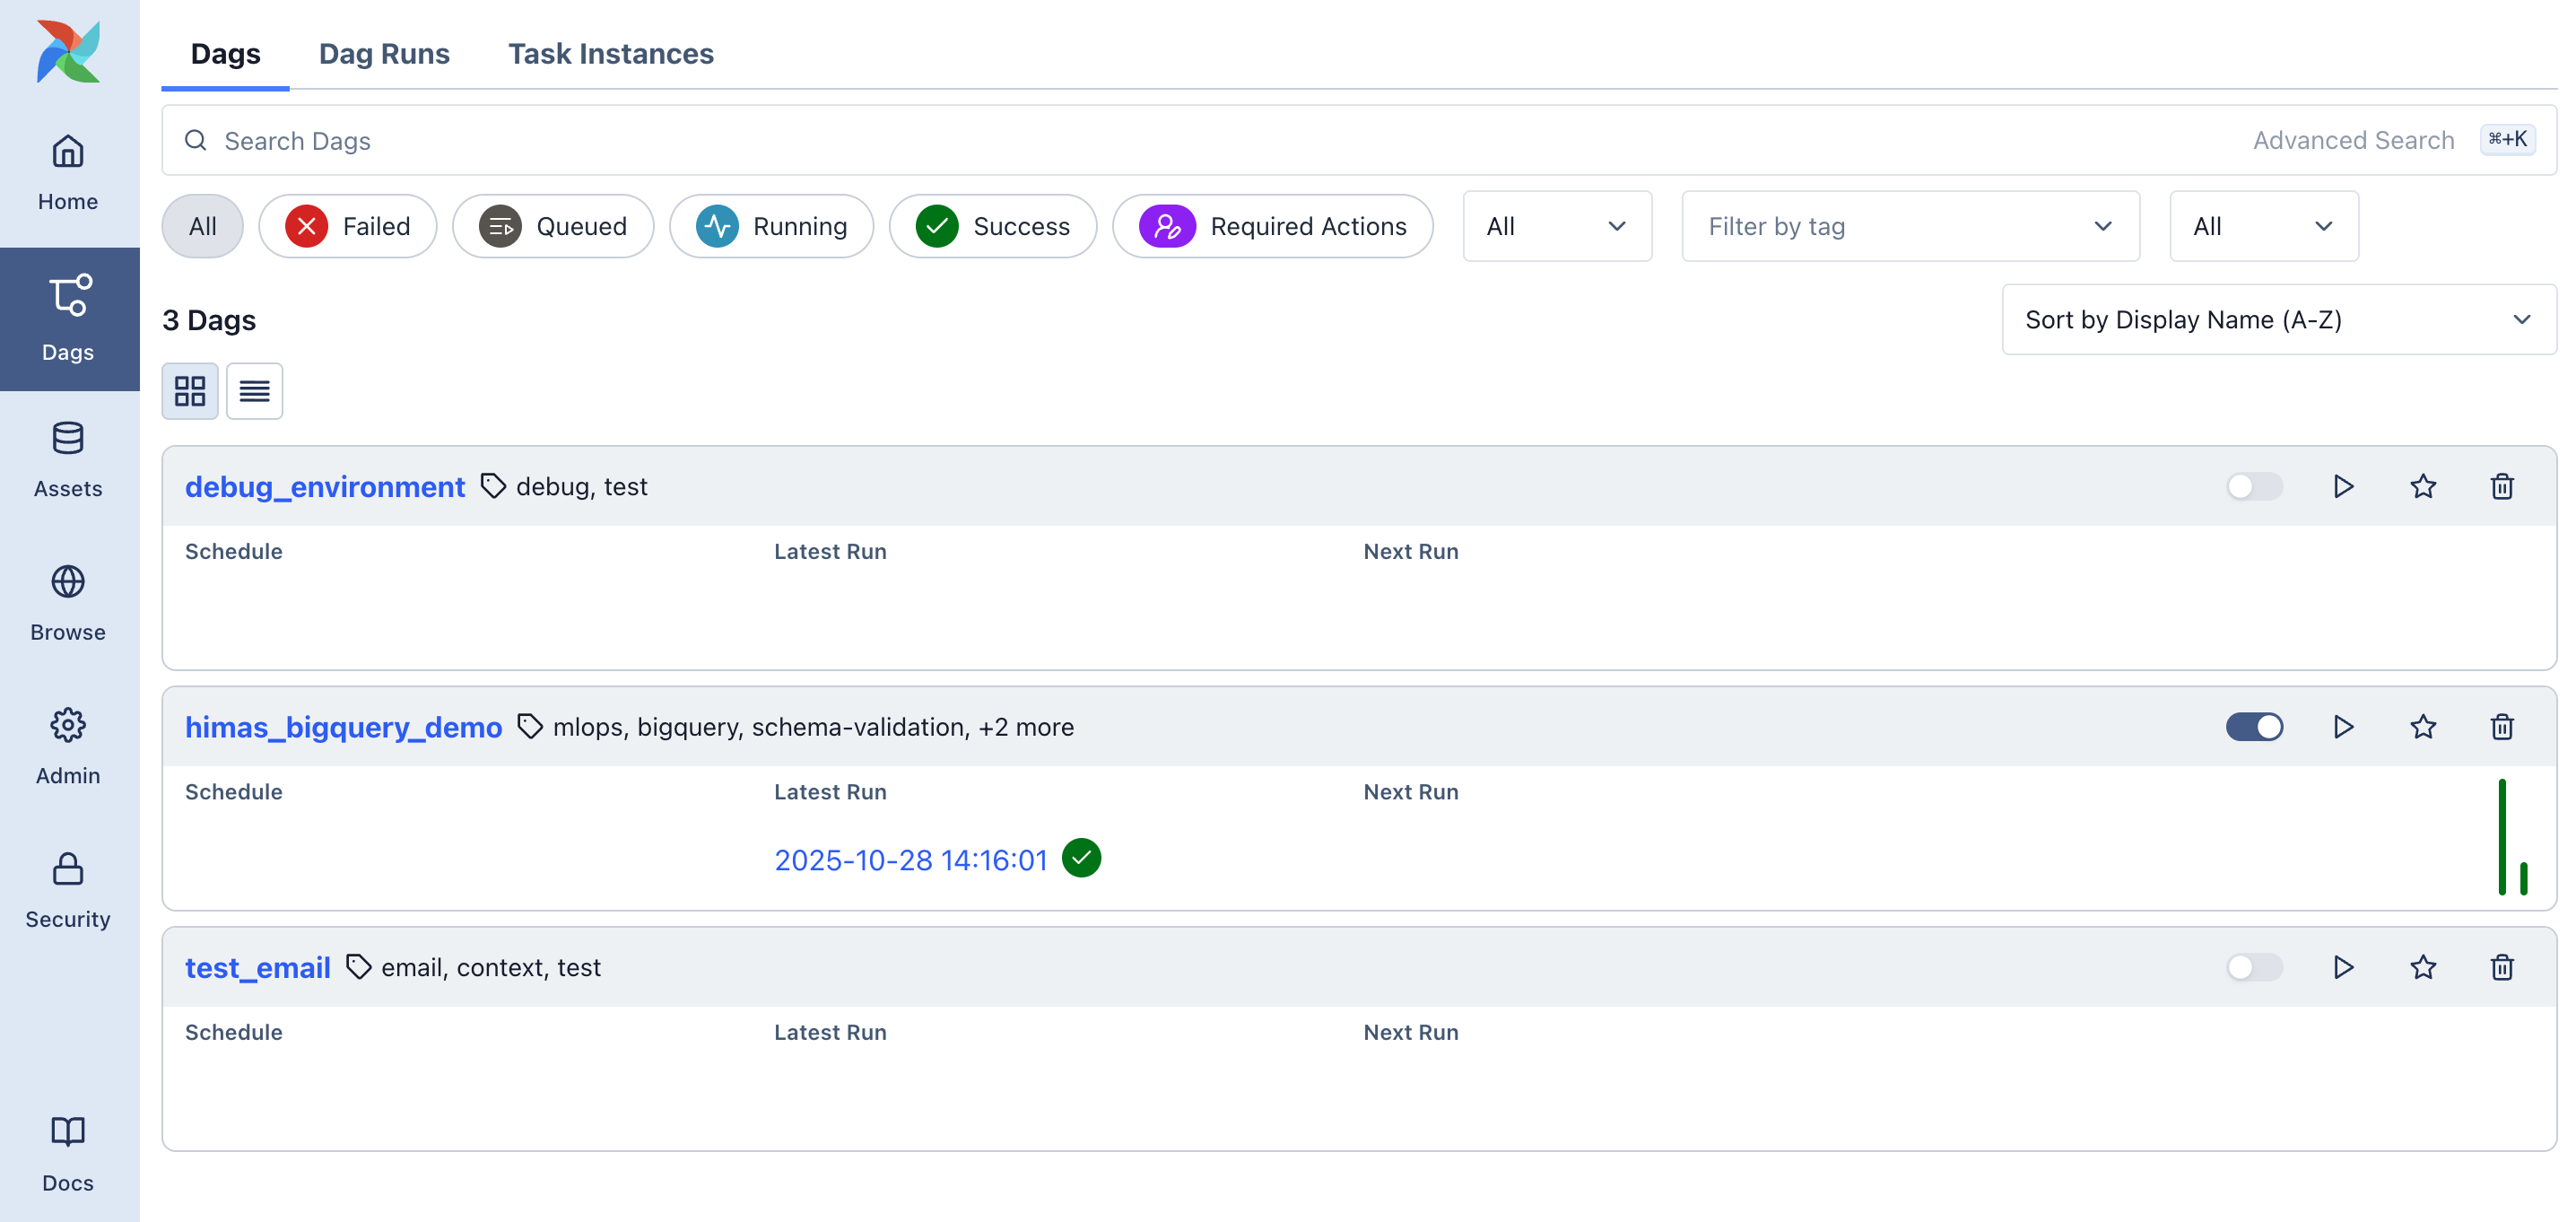 Dags Dag Runs Task Instances
Search Dags Advanced Search ⌘+K
All Failed Queued Running Success Required Actions All Filter by tag All
3 Dags Sort by Display Name (A-Z)
Home
Dags
Assets
Browse
Admin
Security
Docs
debug_environment debug, test
Schedule Latest Run Next Run
himas_bigquery_demo mlops, bigquery, schema-validation, +2 more
Schedule Latest Run Next Run
2025-10-28 14:16:01
test_email email, context, test
Schedule Latest Run Next Run